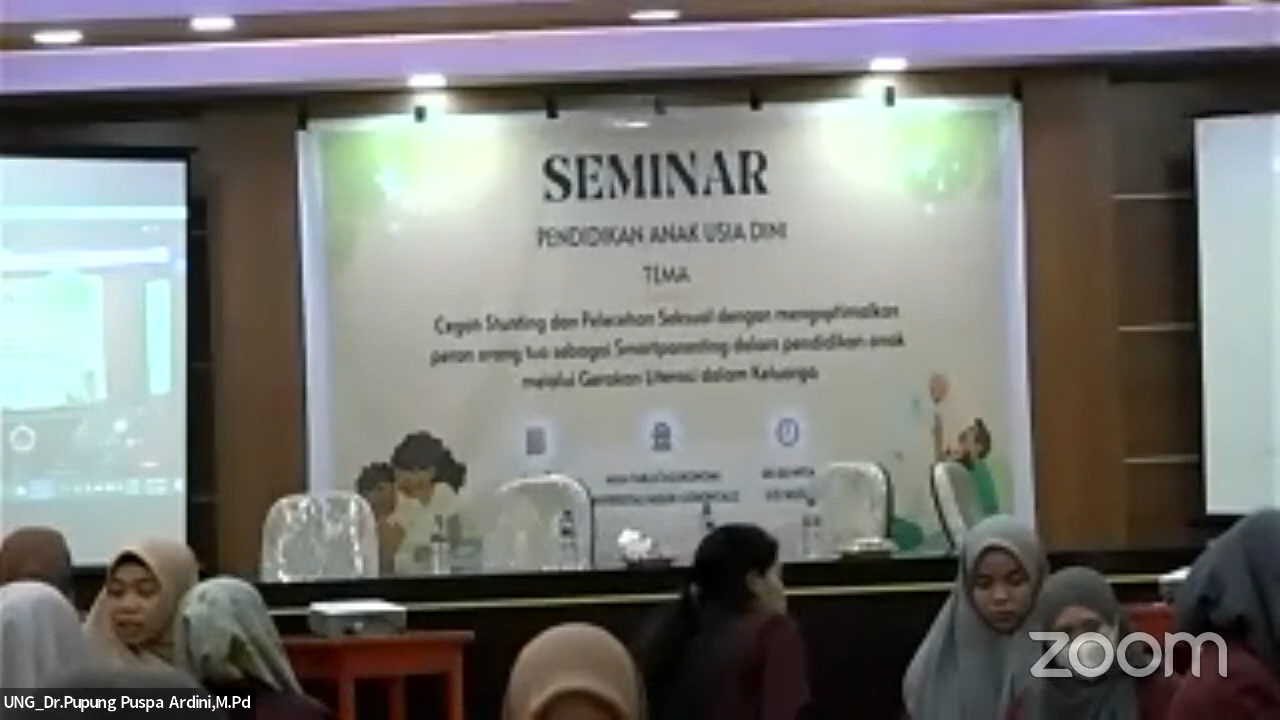 SEMINAR
PENDIDIKAN ANAK USIA DINI
TEMA
Cegah Stunting dan Pelecehan Seksual dengan mengoptimalkan
peran orang tua sebagai Smartparenting dalam pendidikan anak
melalui Gerakan Literasi dalam Keluarga
zoom
UNG_Dr.Pupung Puspa Ardini,M.Pd